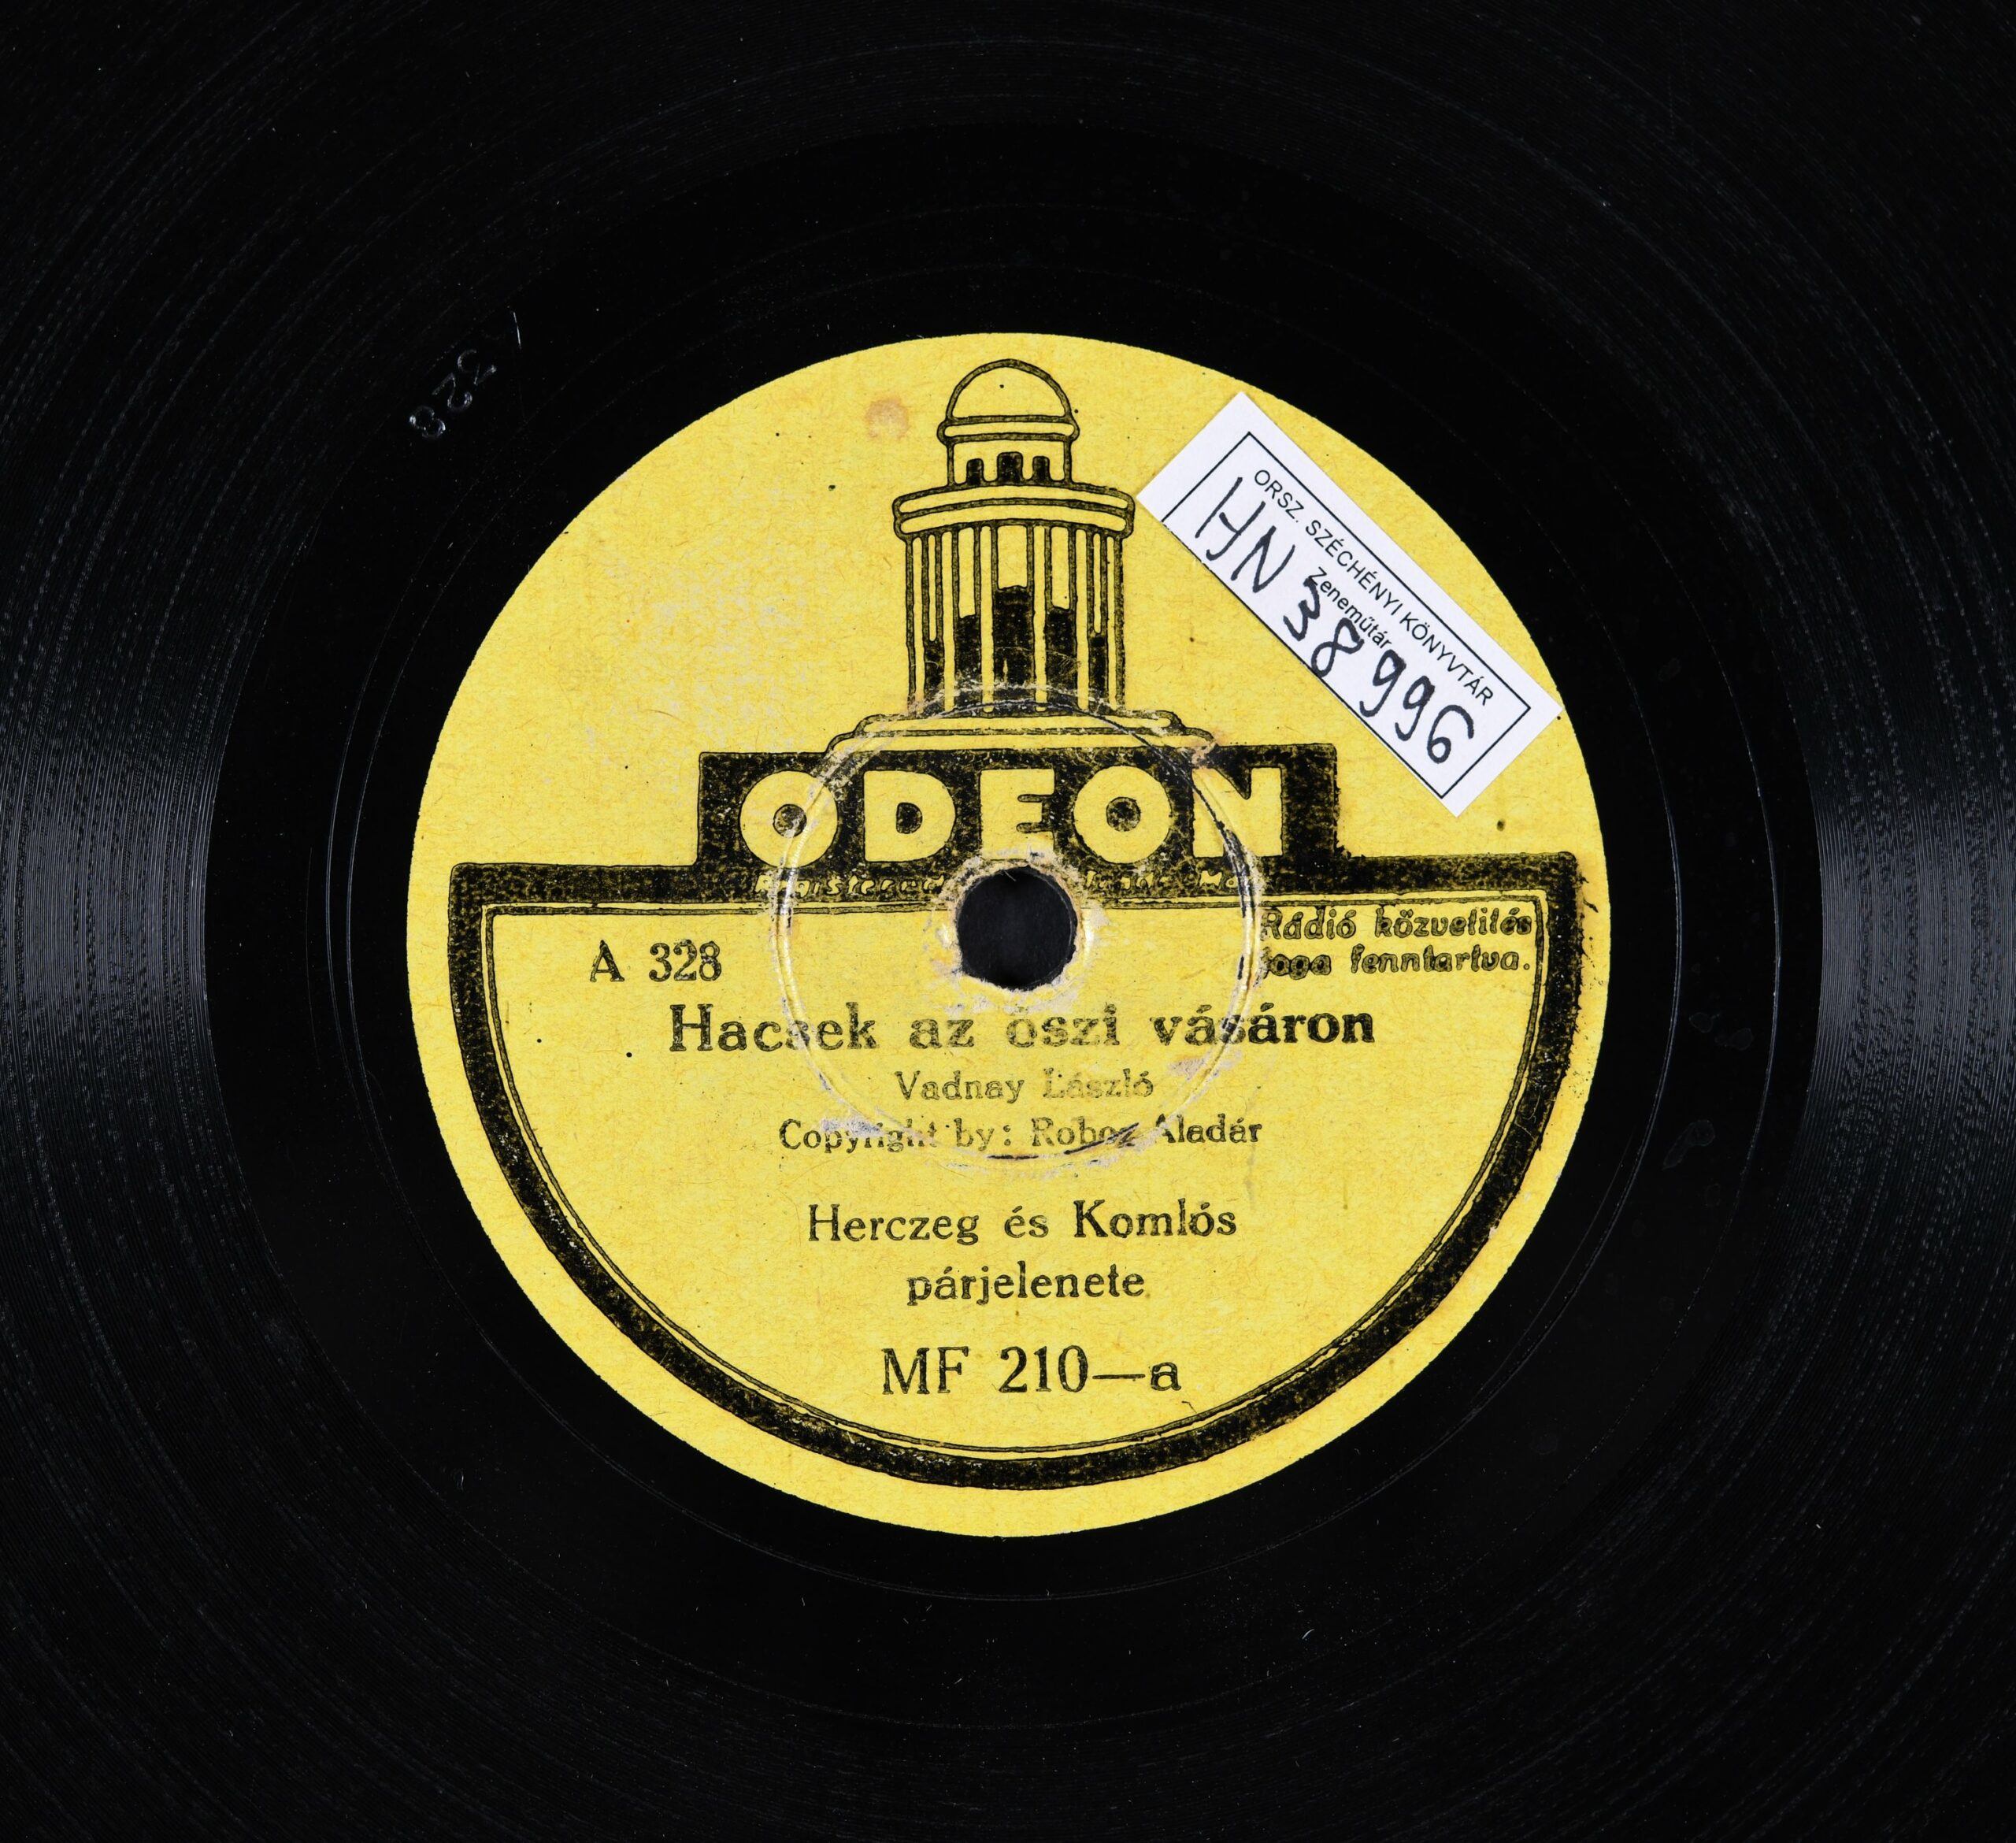 A 328
ORSZ. SZÉCHÉNYI KÖNYVTÁR
Zeneműtár
HN 38996
ODEON
Registered
A 328
Rádió közvetítés
joga fenntartva.
Hacsek az őszi vásáron
Vadnay László
Copyright by: Roboz Aladár
Herczeg és Komlós
párjelenete
MF 210—a